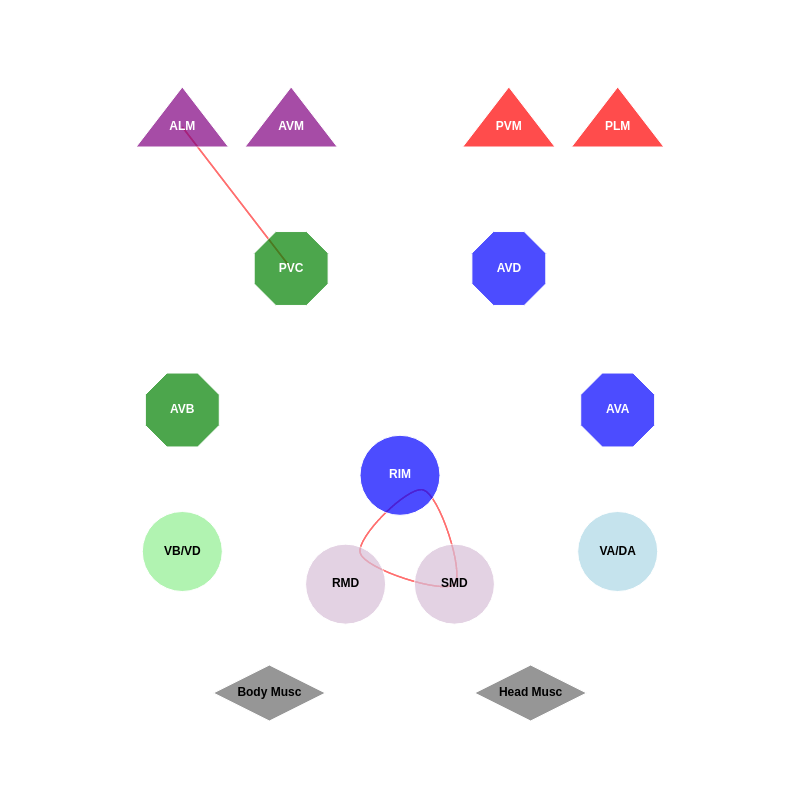 ALM
AVM
PVM
PLM
PVC
AVD
AVB
AVA
RIM
VB/VD
VA/DA
RMD
SMD
Body Musc
Head Musc